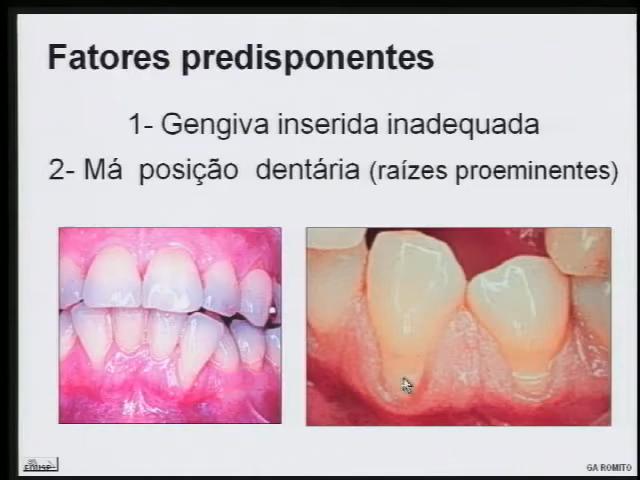 Fatores predisponentes
1- Gengiva inserida inadequada
2- Má posição dentária (raízes proeminentes)
GA ROMITO